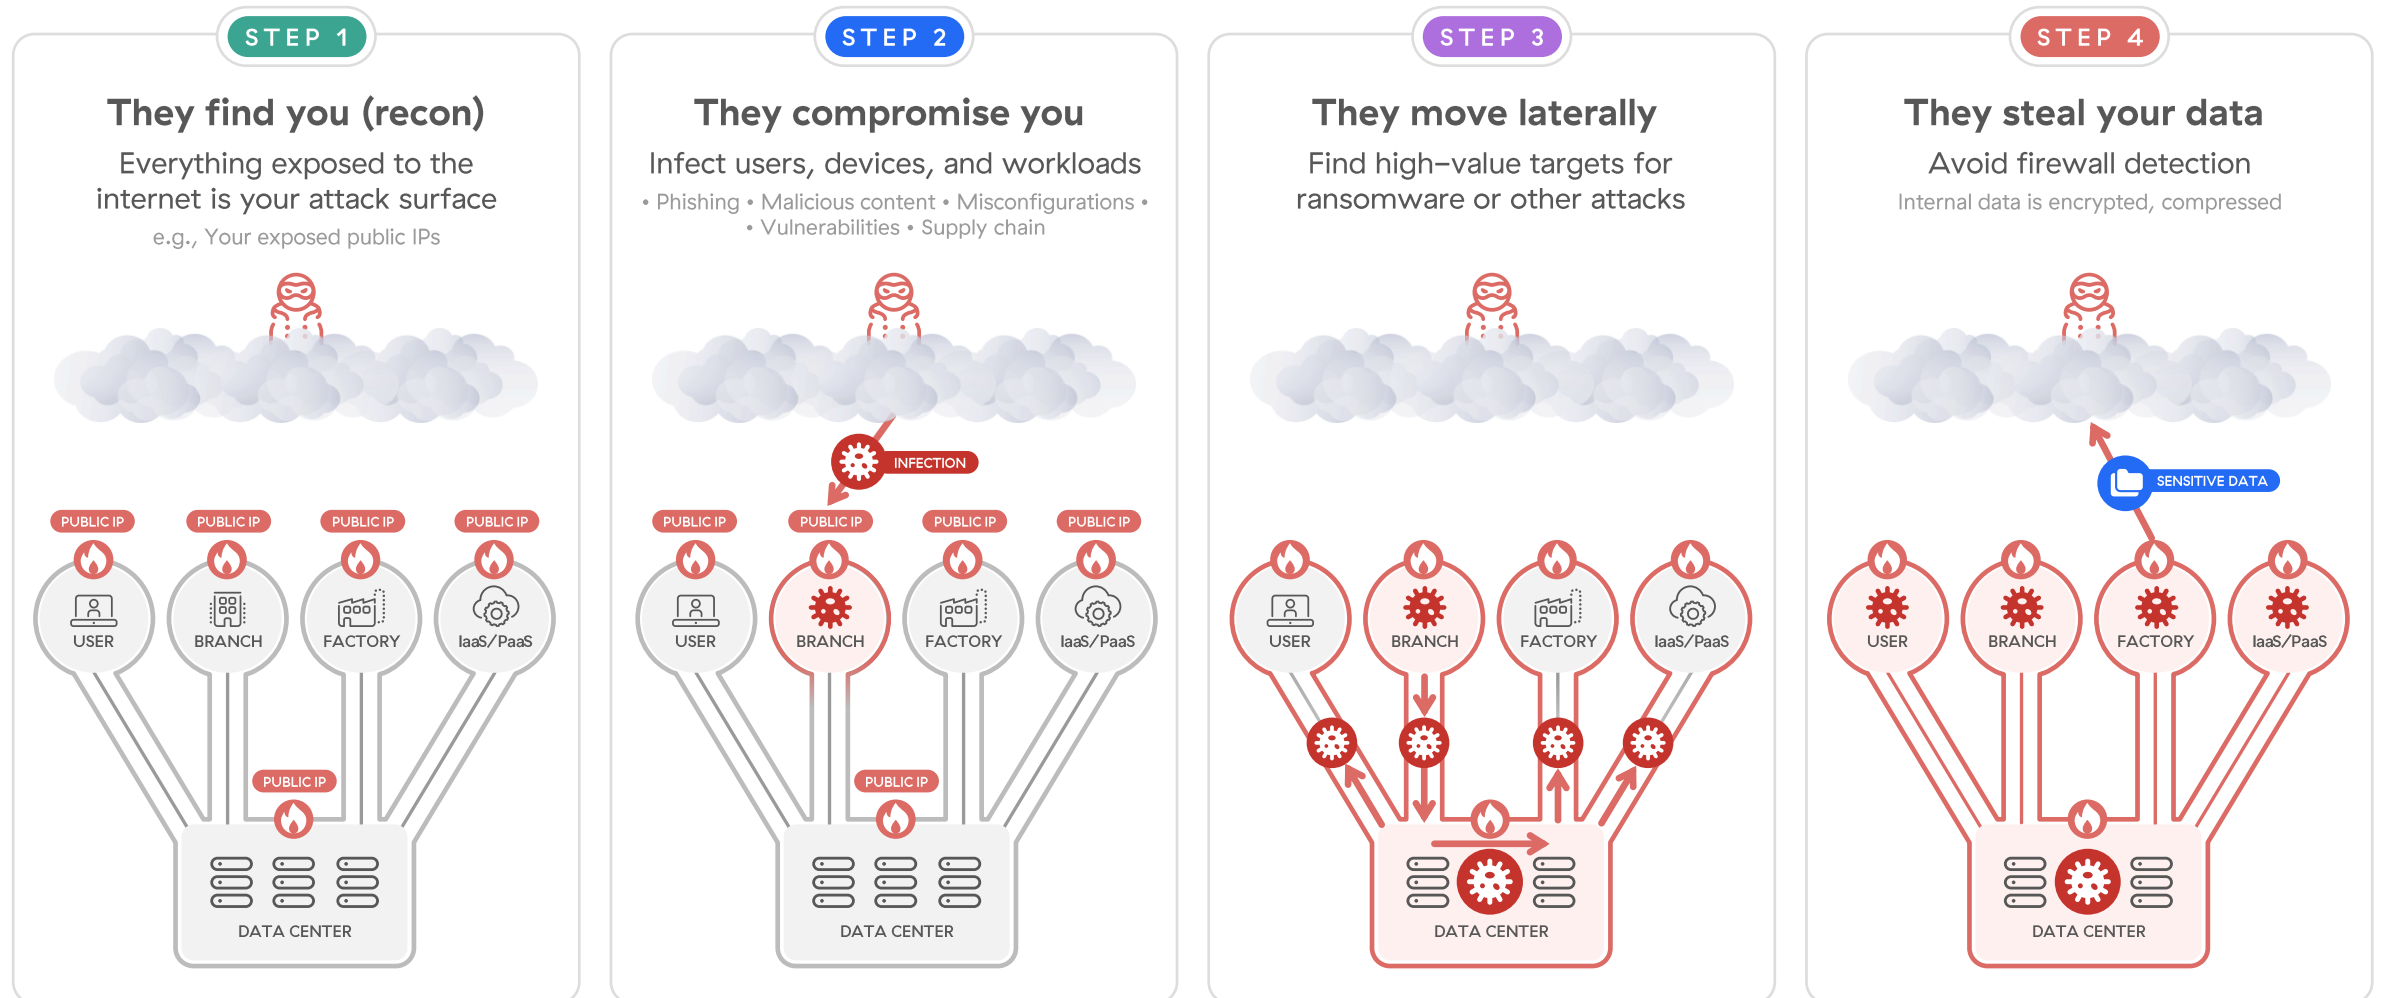 STEP 1
They find you (recon)
Everything exposed to the
internet is your attack surface
e.g., Your exposed public IPs
PUBLIC IP
PUBLIC IP
PUBLIC IP
PUBLIC IP
USER
BRANCH
FACTORY
IaaS/PaaS
PUBLIC IP
DATA CENTER
STEP 2
They compromise you
Infect users, devices, and workloads
• Phishing • Malicious content • Misconfigurations •
• Vulnerabilities • Supply chain
INFECTION
PUBLIC IP
PUBLIC IP
PUBLIC IP
PUBLIC IP
USER
BRANCH
FACTORY
IaaS/PaaS
PUBLIC IP
DATA CENTER
STEP 3
They move laterally
Find high-value targets for
ransomware or other attacks
USER
BRANCH
FACTORY
IaaS/PaaS
DATA CENTER
STEP 4
They steal your data
Avoid firewall detection
Internal data is encrypted, compressed
SENSITIVE DATA
USER
BRANCH
FACTORY
IaaS/PaaS
DATA CENTER